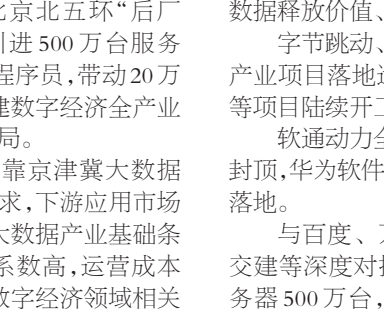 北京北五环“后厂
引进500万台服务
程序员,带动20万
建数字经济全产业
局。
靠京津冀大数据
求,下游应用市场
大数据产业基础条
系数高,运营成本
数字经济领域相关
数据释放价值、
字节跳动、
产业项目落地
等项目陆续开工
软通动力全
封顶,华为软件
落地。
与百度、
交建等深度对接
务器500万台,